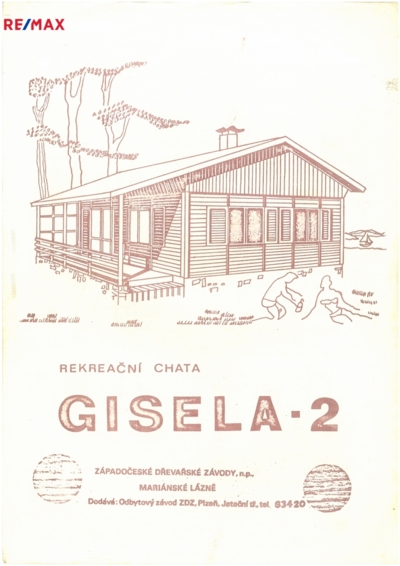 RE/MAX
REKREAČNÍ CHATA
GISELA-2
ZÁPADOČESKÉ DŘEVAŘSKÉ ZÁVODY, n.p.,
MARIÁNSKÉ LÁZNĚ
Dodává: Odbytový závod ZDZ, Plzeň, Jateční tř., tel. 63420